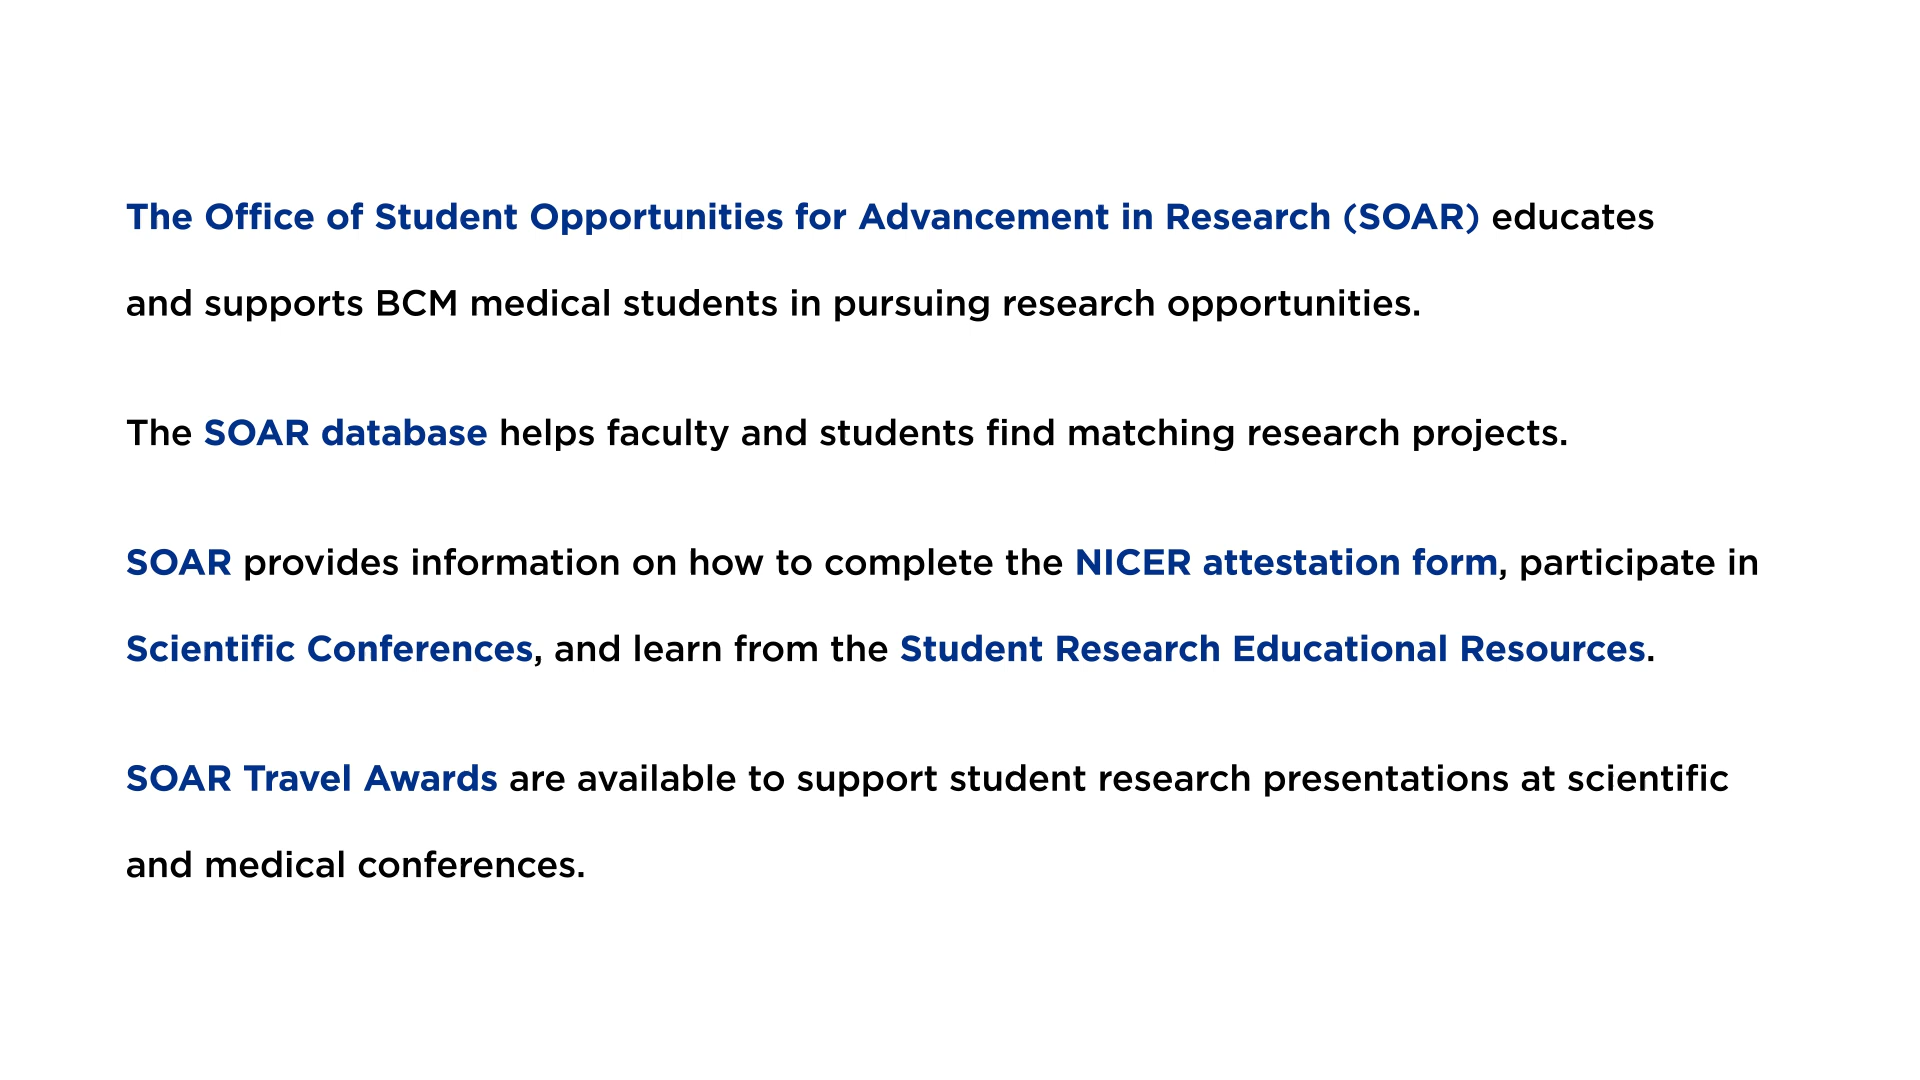 The Office of Student Opportunities for Advancement in Research (SOAR) educates
and supports BCM medical students in pursuing research opportunities.
The SOAR database helps faculty and students find matching research projects.
SOAR provides information on how to complete the NICER attestation form, participate in
Scientific Conferences, and learn from the Student Research Educational Resources.
SOAR Travel Awards are available to support student research presentations at scientific
and medical conferences.